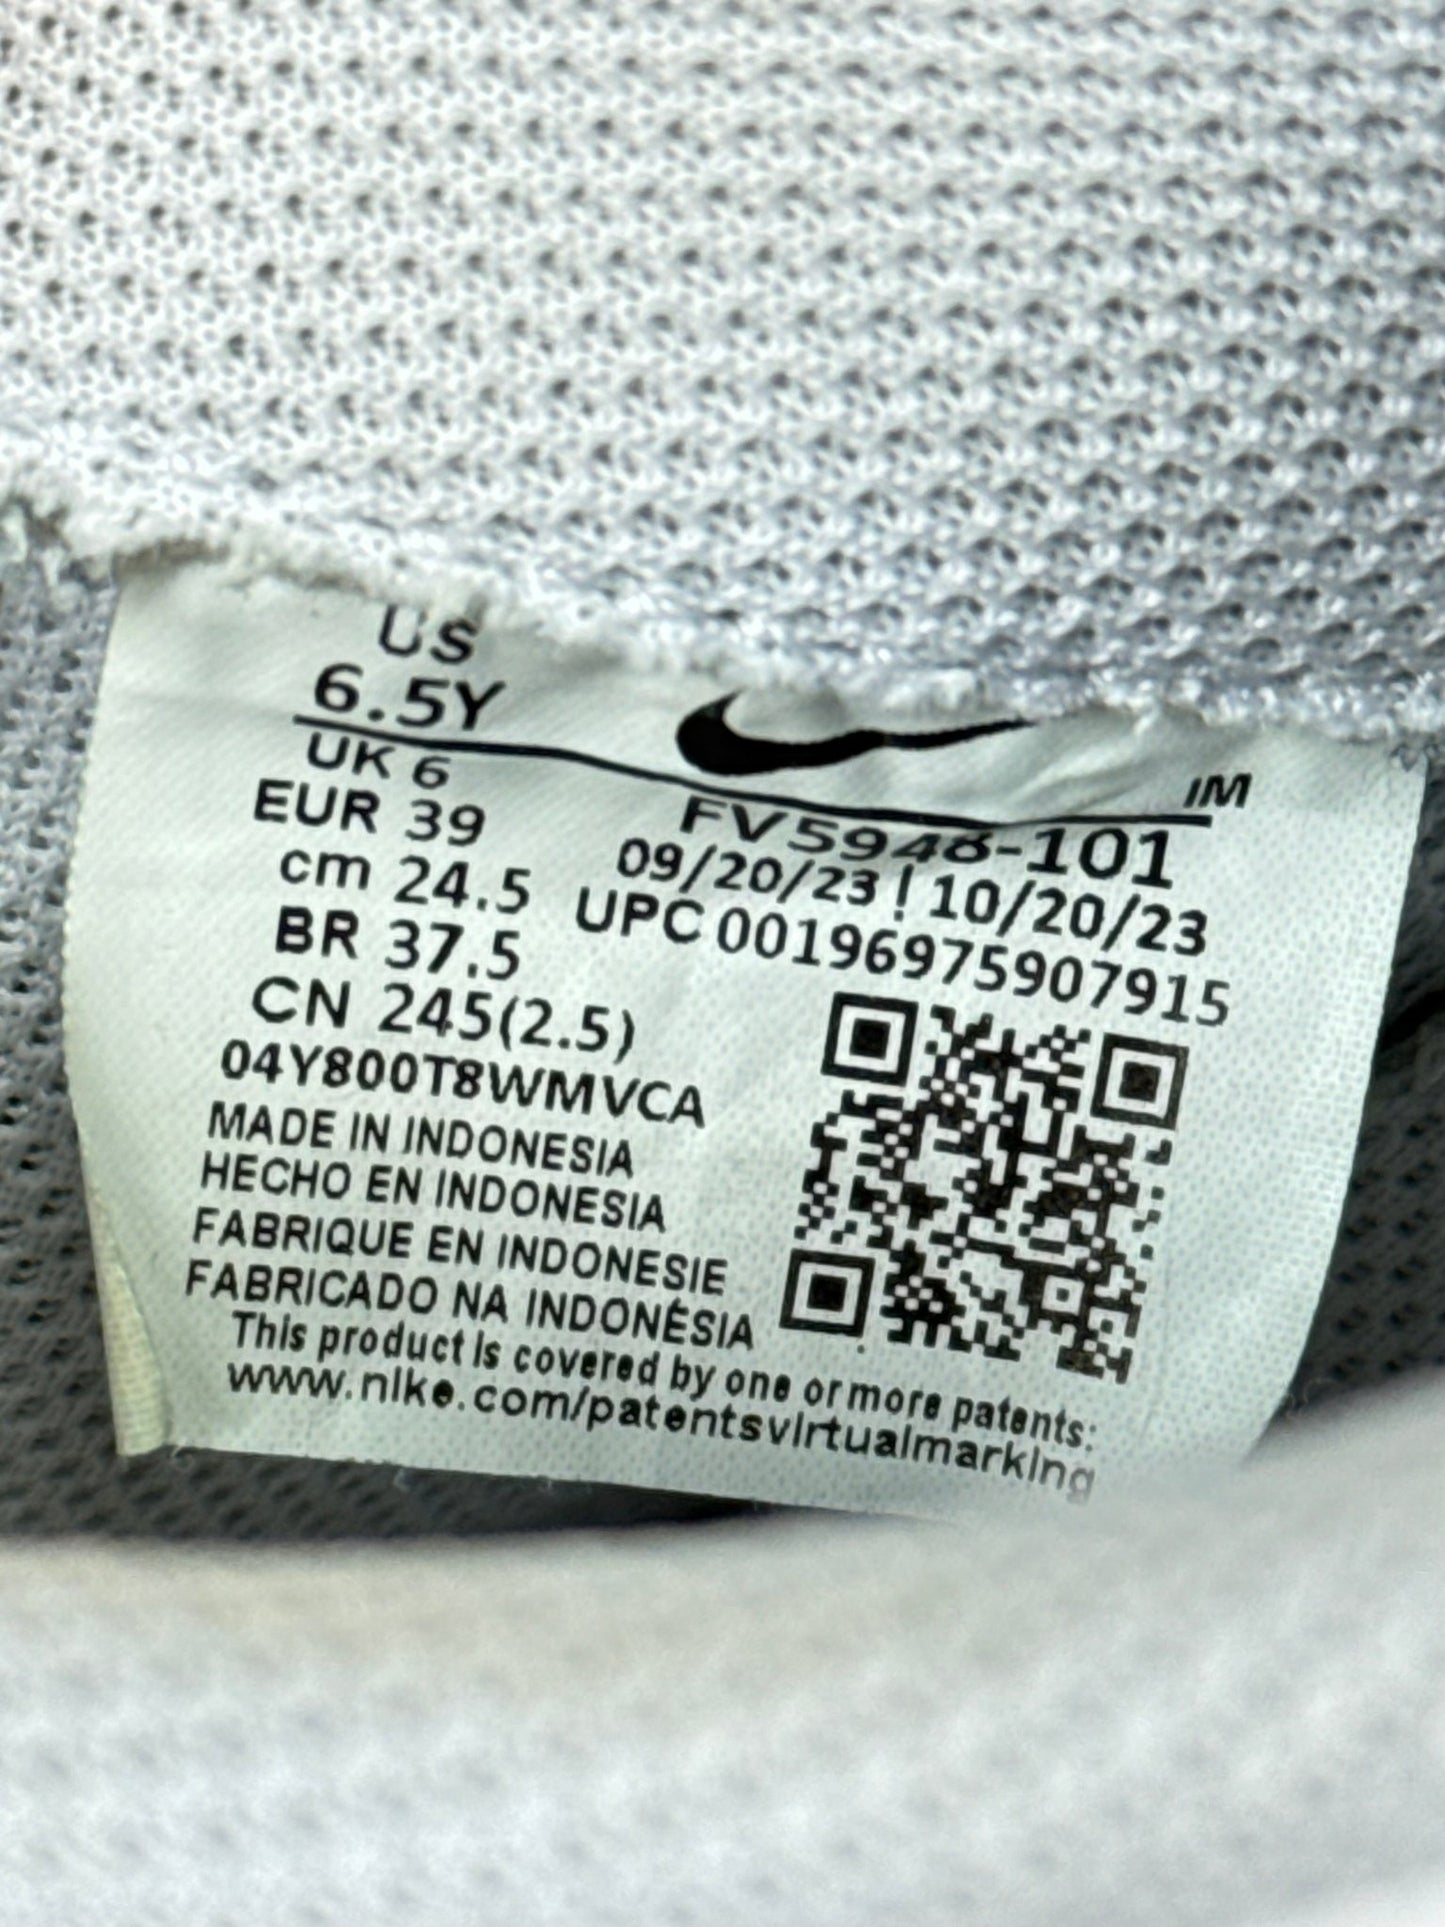 US
6.5Y
UK 6
EUR 39
cm 24.5
BR 37.5
CN 245(2.5)
04Y800T8WMVCA
IM
FV5948-101
09/20/23 ! 10/20/23
UPC 00196975907915
MADE IN INDONESIA
HECHO EN INDONESIA
FABRIQUE EN INDONESIE
FABRICADO NA INDONÉSIA
This product is covered by one or more patents:
www.nike.com/patentsvirtualmarking